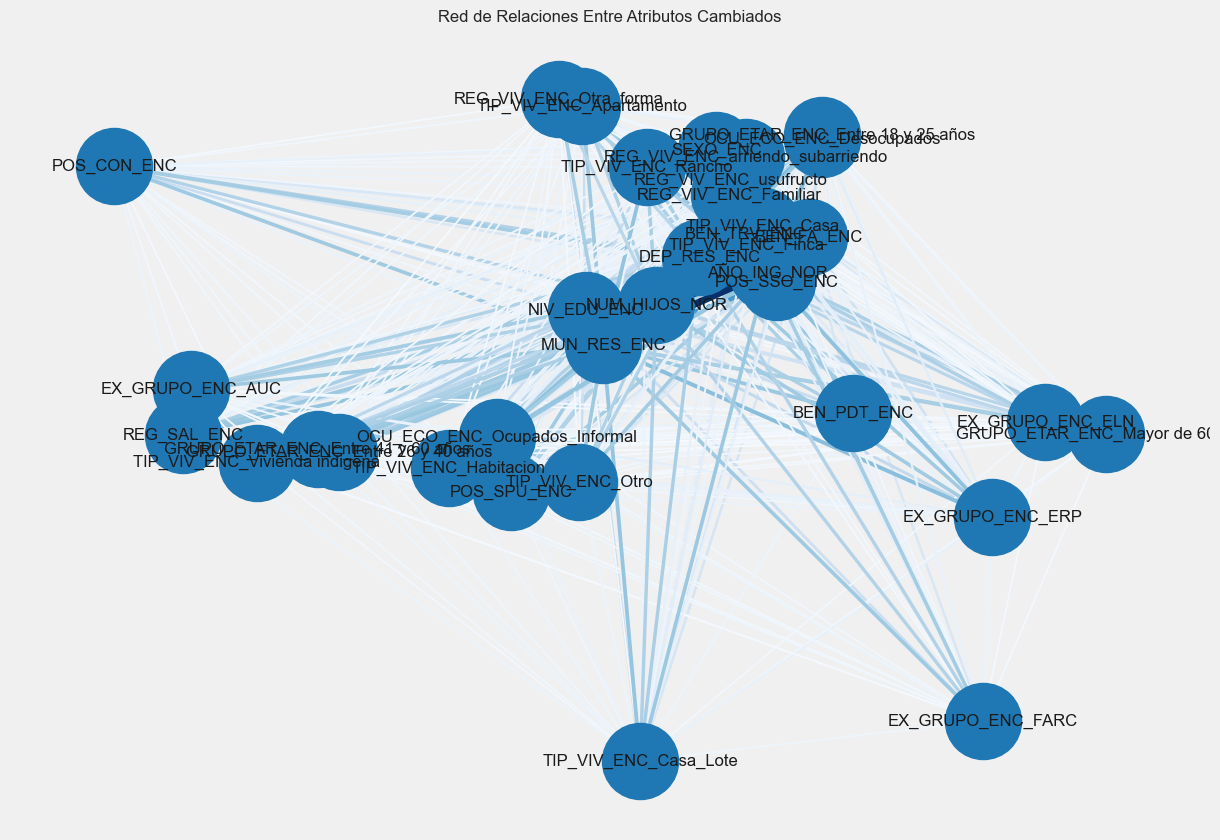 Red de Relaciones Entre Atributos Cambiados
REG_VIV_ENC_Otra_forma
TIP_VIV_ENC_Apartamento
GRUPO_ETAR_ENC_Entre 18 y 25 años
OCU_ECO_ENC_Desocupados
SEXO_ENC
REG_VIV_ENC_arriendo_subarriendo
POS_CON_ENC
TIP_VIV_ENC_Rancho
REG_VIV_ENC_usufructo
REG_VIV_ENC_Familiar
TIP_VIV_ENC_Casa
BEN_TRV_ENC
BEN_FA_ENC
TIP_VIV_ENC_Finca
DEP_RES_ENC
AÑO_ING_NOR
POS_SSO_ENC
NUM_HIJOS_NOR
NIV_EDU_ENC
MUN_RES_ENC
EX_GRUPO_ENC_AUC
BEN_PDT_ENC
EX_GRUPO_ENC_ELN
GRUPO_ETAR_ENC_Mayor de 60
REG_SAL_ENC
OCU_ECO_ENC_Ocupados_Informal
GRUPO_ETAR_ENC_Entre 41 y 60 años
GRUPO_ETAR_ENC_Entre 26 y 40 años
TIP_VIV_ENC_Vivienda indigena
TIP_VIV_ENC_Habitacion
TIP_VIV_ENC_Otro
POS_SPU_ENC
EX_GRUPO_ENC_ERP
EX_GRUPO_ENC_FARC
TIP_VIV_ENC_Casa_Lote